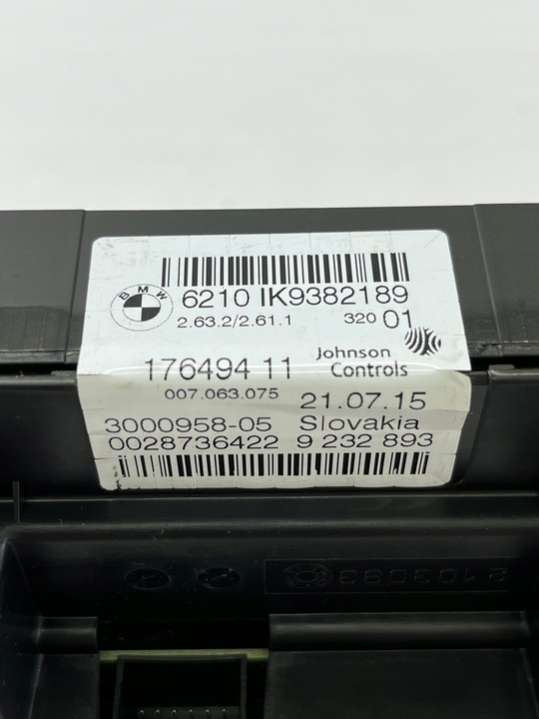 BMW
6210 IK9382189
2.63.2/2.61.1 320 01
176494 11 Johnson Controls
007.063.075 21.07.15
3000958-05 Slovakia
0028736422 9 232 893